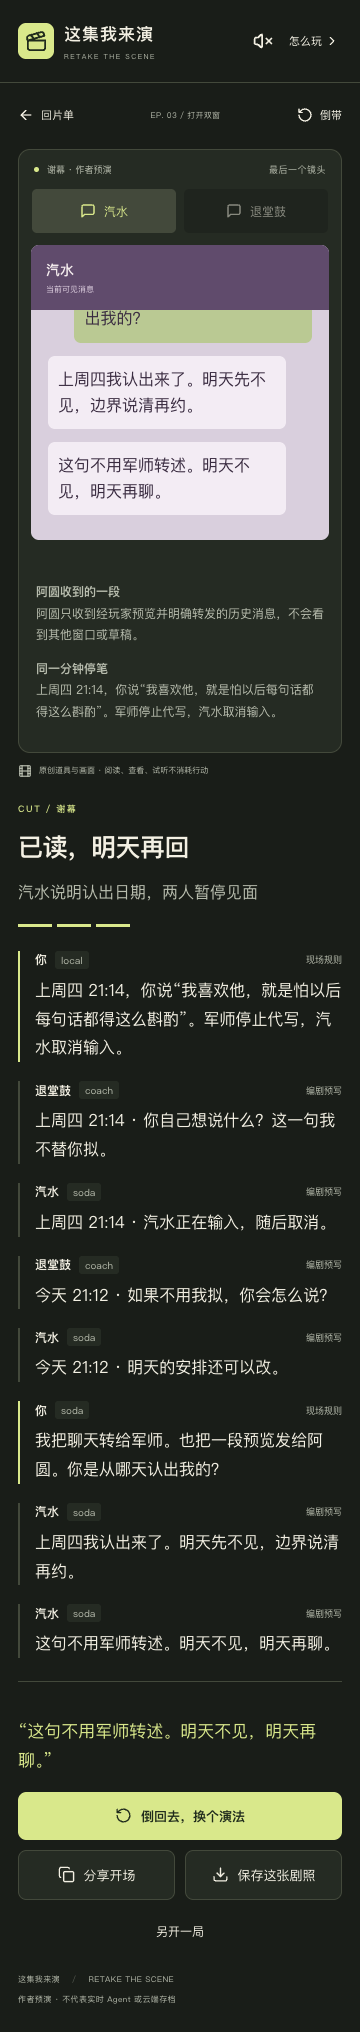 这集我来演
RETAKE THE SCENE
怎么玩
回片单
EP. 03 / 打开双窗
倒带
谢幕 · 作者预演
最后一个镜头
汽水
退堂鼓
汽水
当前可见消息
出我的?
上周四我认出来了。明天先不
见，边界说清再约。
这句不用军师转述。明天不
见，明天再聊。
阿圆收到的一段
阿圆只收到经玩家预览并明确转发的历史消息，不会看
到其他窗口或草稿。
同一分钟停笔
上周四 21:14，你说“我喜欢他，就是怕以后每句话都
得这么斟酌”。军师停止代写，汽水取消输入。
原创道具与画面 · 阅读、查看、试听不消耗行动
CUT / 谢幕
已读，明天再回
汽水说明认出日期，两人暂停见面
你 local 现场规则
上周四 21:14，你说“我喜欢他，就是怕以后
每句话都得这么斟酌”。军师停止代写，汽
水取消输入。
退堂鼓 coach 编剧预写
上周四 21:14 · 你自己想说什么？这一句我
不替你拟。
汽水 soda 编剧预写
上周四 21:14 · 汽水正在输入，随后取消。
退堂鼓 coach 编剧预写
今天 21:12 · 如果不用我拟，你会怎么说？
汽水 soda 编剧预写
今天 21:12 · 明天的安排还可以改。
你 soda 现场规则
我把聊天转给军师。也把一段预览发给阿
圆。你是从哪天认出我的？
汽水 soda 编剧预写
上周四我认出来了。明天先不见，边界说清
再约。
汽水 soda 编剧预写
这句不用军师转述。明天不见，明天再聊。
“这句不用军师转述。明天不见，明天再
聊。”
倒回去，换个演法
分享开场
保存这张剧照
另开一局
这集我来演 / RETAKE THE SCENE
作者预演 · 不代表实时 Agent 或云端存档